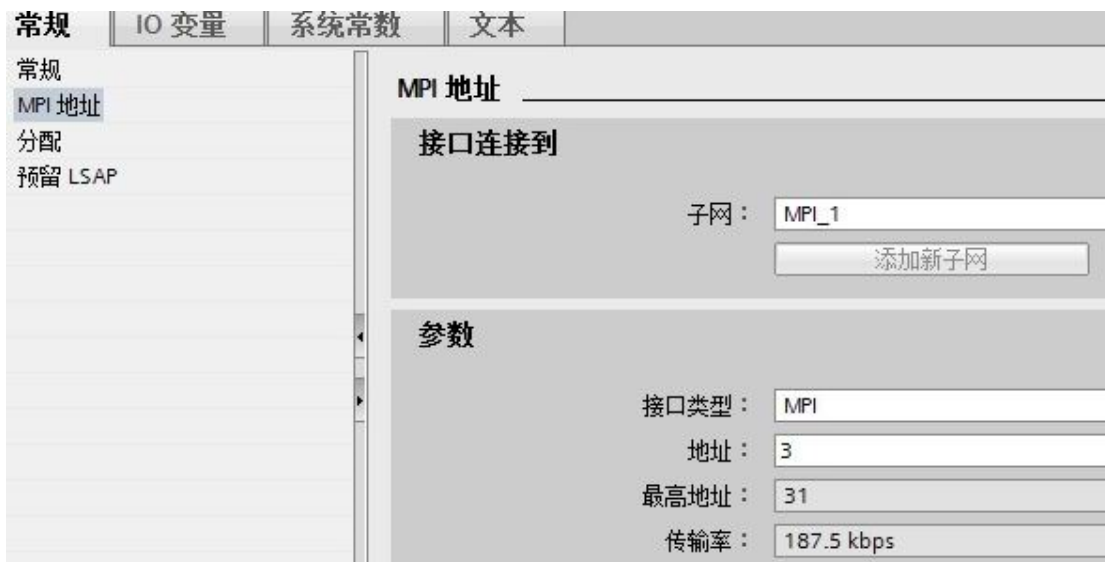 常规 IO 变量 系统常数 文本
常规
MPI 地址
分配
预留 LSAP
MPI 地址
接口连接到
子网： MPI_1
添加新子网
参数
接口类型： MPI
地址： 3
最高地址： 31
传输率： 187.5 kbps